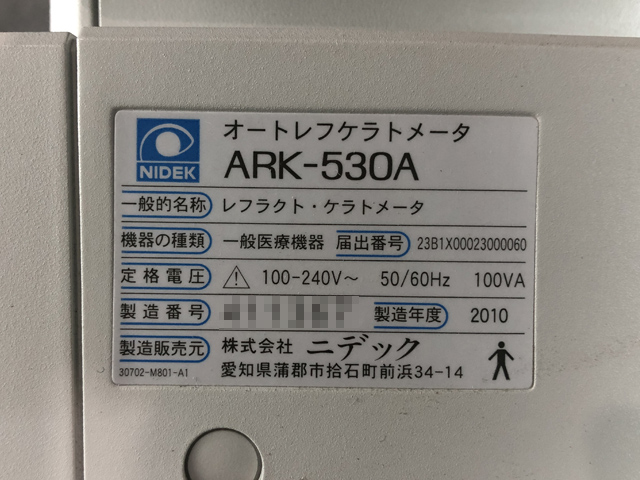 オートレフケラトメータ
NIDEK ARK-530A
一般的名称 レフラクト・ケラトメータ
機器の種類 一般医療機器 届出番号 23B1X00023000060
定格電圧 ⚠ 100-240V～ 50/60Hz 100VA
製造番号 製造年度 2010
製造販売元 株式会社 ニデック
30702-M801-A1 愛知県蒲郡市拾石町前浜34-14